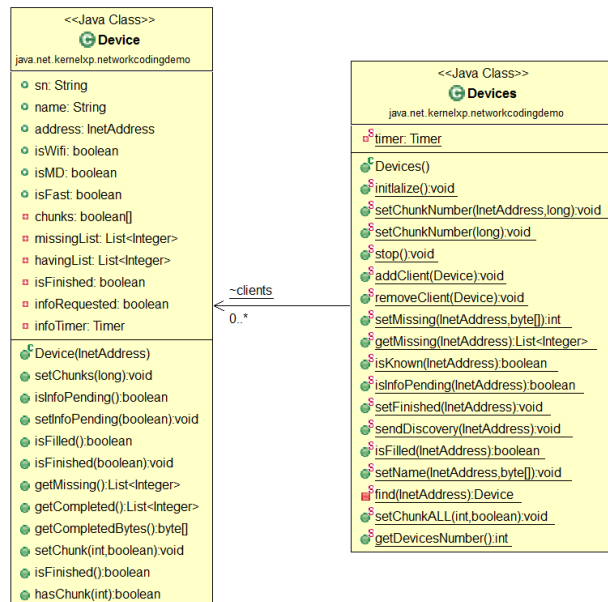 <<Java Class>>
Device
java.net.kernelxp.networkcodingdemo
sn: String
name: String
address: InetAddress
isWifi: boolean
isMD: boolean
isFast: boolean
chunks: boolean[]
missingList: List<Integer>
havingList: List<Integer>
isFinished: boolean
infoRequested: boolean
infoTimer: Timer
Device(InetAddress)
setChunks(long):void
isInfoPending():boolean
setInfoPending(boolean):void
isFilled():boolean
isFinished(boolean):void
getMissing():List<Integer>
getCompleted():List<Integer>
getCompletedBytes():byte[]
setChunk(int,boolean):void
isFinished():boolean
hasChunk(int):boolean
~clients
0..*
<<Java Class>>
Devices
java.net.kernelxp.networkcodingdemo
timer: Timer
Devices()
initlalize():void
setChunkNumber(InetAddress,long):void
setChunkNumber(long):void
stop():void
addClient(Device):void
removeClient(Device):void
setMissing(InetAddress,byte[]):int
getMissing(InetAddress):List<Integer>
isKnown(InetAddress):boolean
isInfoPending(InetAddress):boolean
setFinished(InetAddress):void
sendDiscovery(InetAddress):void
isFilled(InetAddress):boolean
setName(InetAddress,byte[]):void
find(InetAddress):Device
setChunkALL(int,boolean):void
getDevicesNumber():int